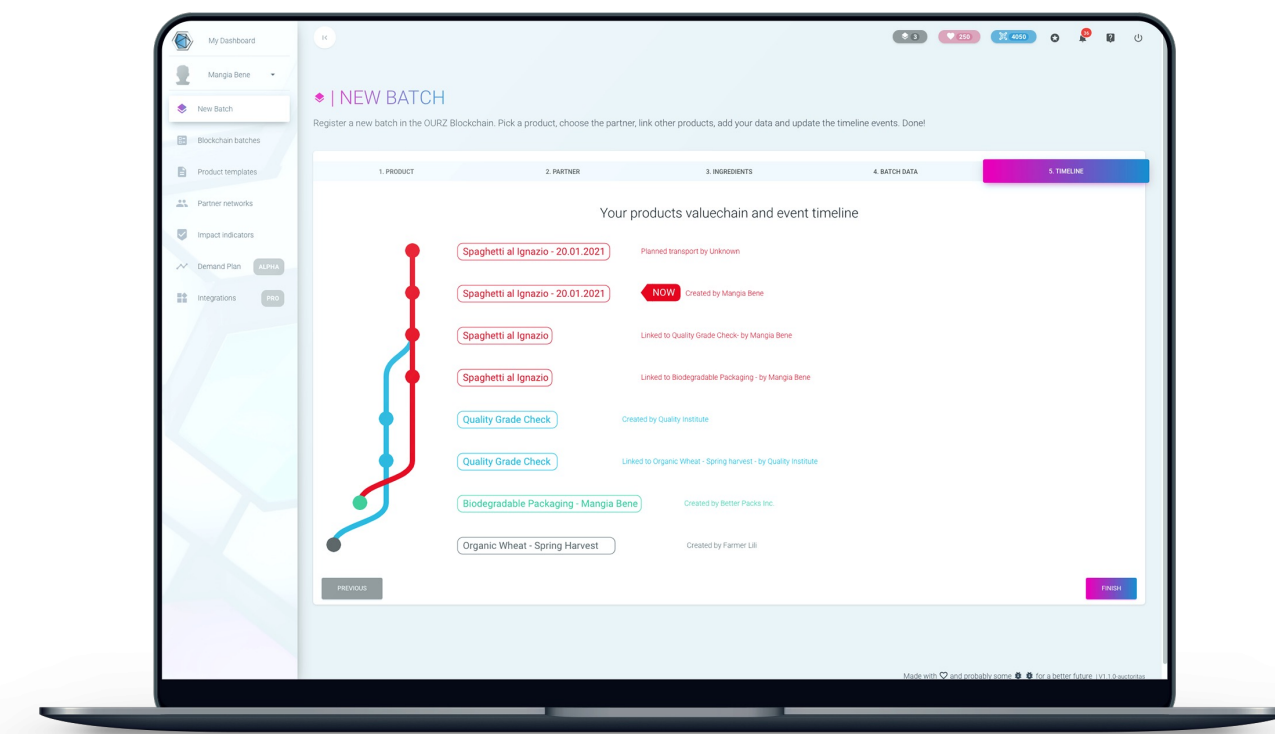 My Dashboard
3
250
4050
36
Mangia Bene
New Batch
Blockchain batches
Product templates
Partner networks
Impact Indicators
Demand Plan ALPHA
Integrations PRO
| NEW BATCH
Register a new batch in the OURZ Blockchain. Pick a product, choose the partner, link other products, add your data and update the timeline events. Done!
1. PRODUCT 2. PARTNER 3. INGREDIENTS 4. BATCH DATA 5. TIMELINE
Your products valuechain and event timeline
Spaghetti al Ignazio - 20.01.2021 Planned transport by Unknown
Spaghetti al Ignazio - 20.01.2021 NOW Created by Mangia Bene
Spaghetti al Ignazio Linked to Quality Grade Check- by Mangia Bene
Spaghetti al Ignazio Linked to Biodegradable Packaging - by Mangia Bene
Quality Grade Check Created by Quality Institute
Quality Grade Check Linked to Organic Wheat - Spring harvest - by Quality Institute
Biodegradable Packaging - Mangia Bene Created by Better Packs Inc.
Organic Wheat - Spring Harvest Created by Farmer Lili
PREVIOUS FINISH
Made with and probably some for a better future | V1.1.0-auctoritas